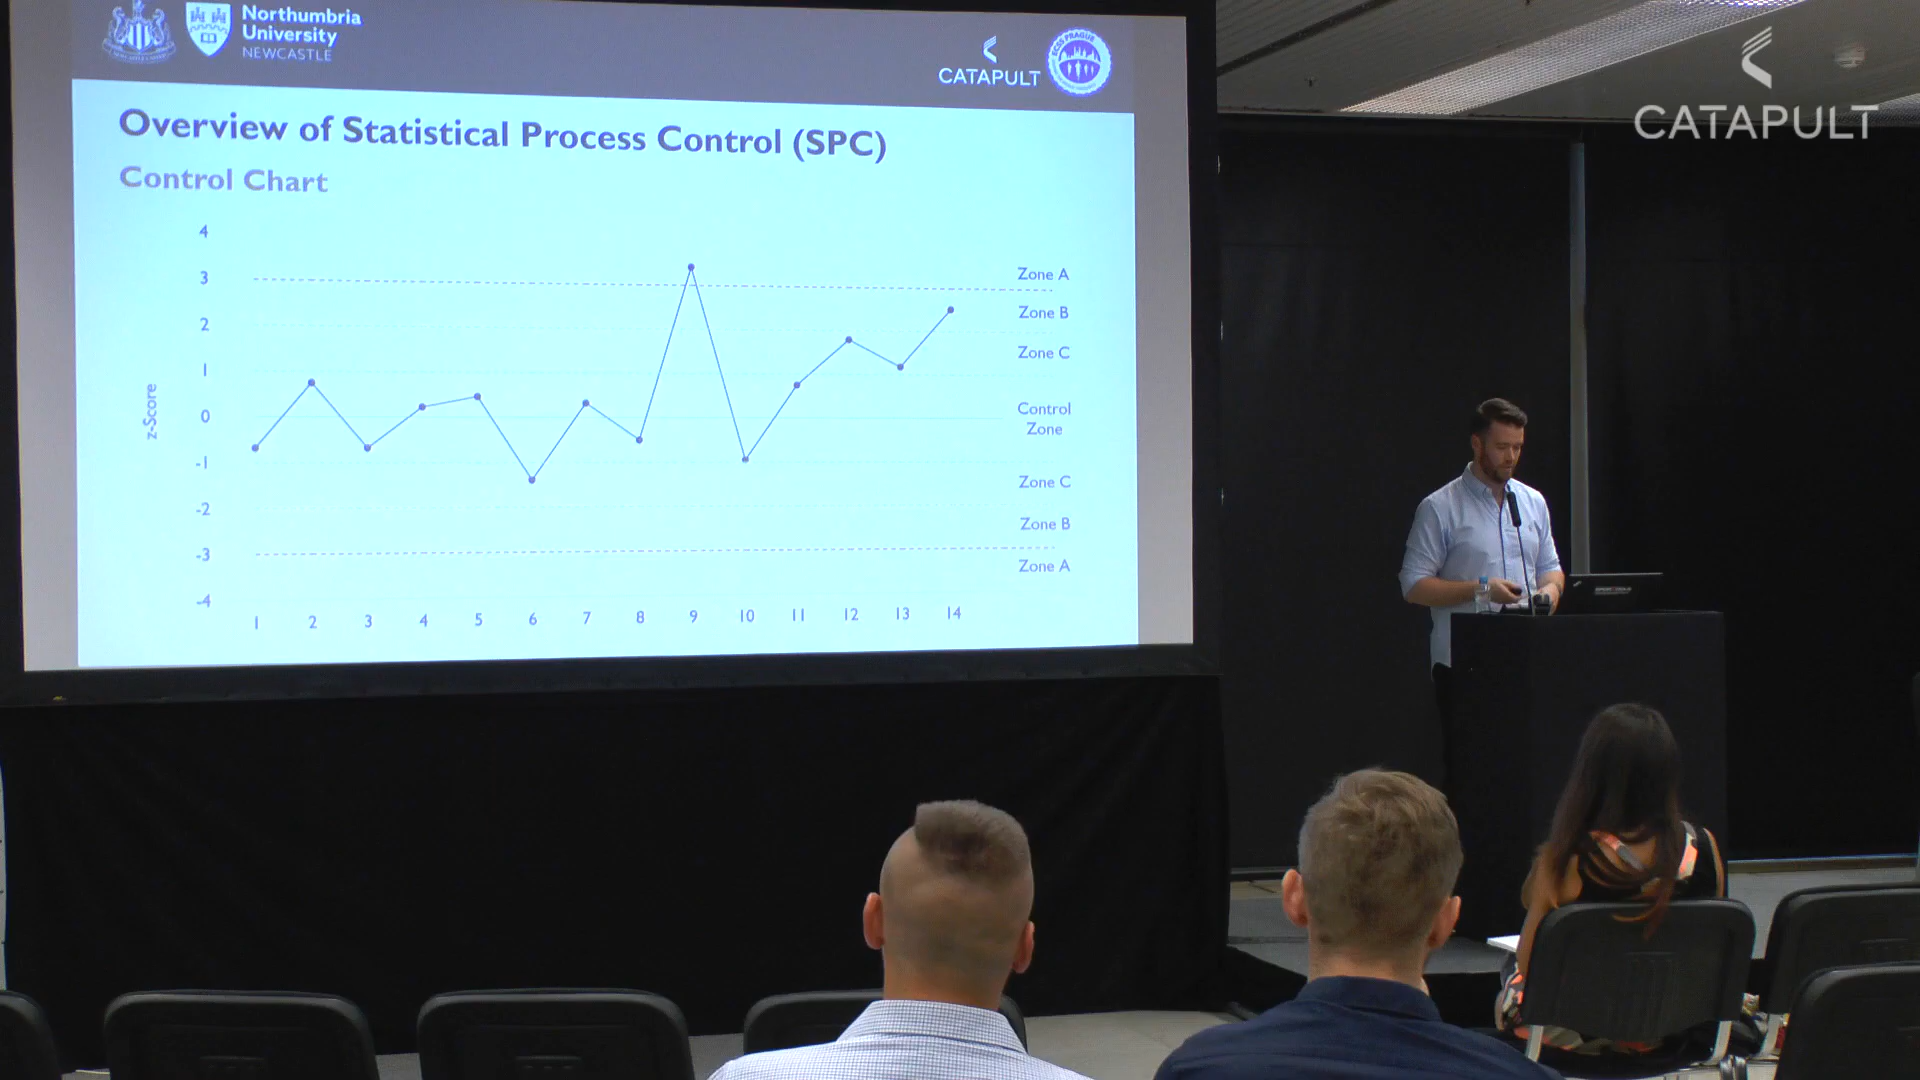 Northumbria
University
NEWCASTLE
CATAPULT
ECSS PRAGUE
CATAPULT
Overview of Statistical Process Control (SPC)
Control Chart
4
3
2
1
0
-1
-2
-3
-4
z-Score
Zone A
Zone B
Zone C
Control
Zone
Zone C
Zone B
Zone A
1 2 3 4 5 6 7 8 9 10 11 12 13 14